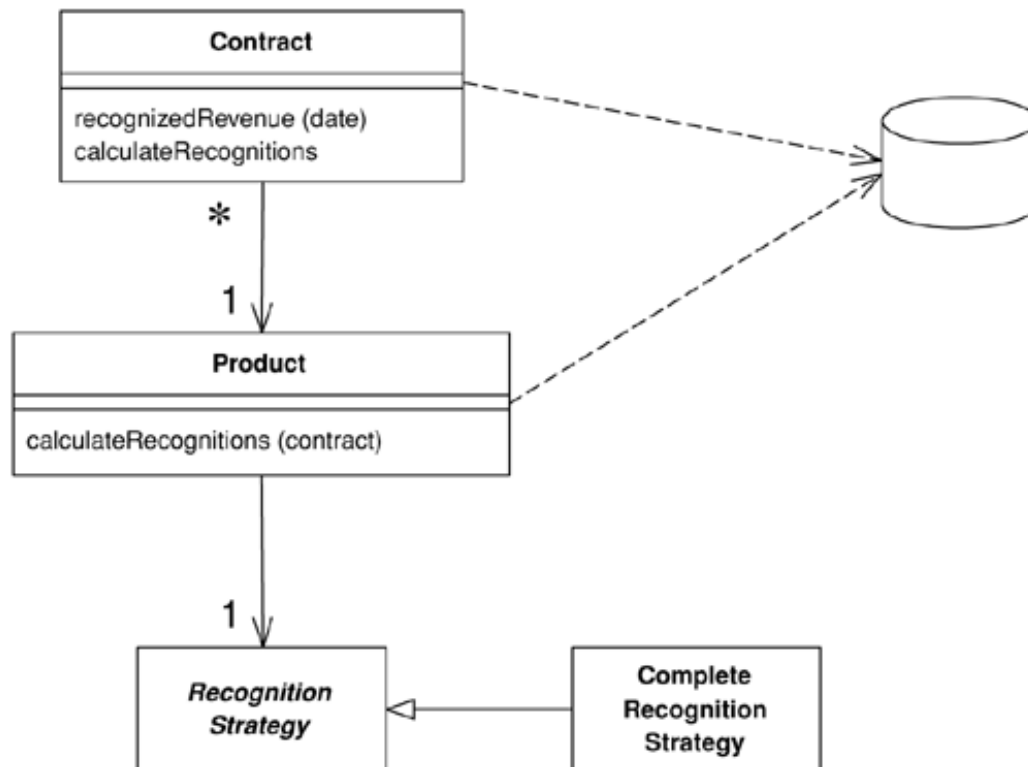 Contract
recognizedRevenue (date)
calculateRecognitions
*
1
Product
calculateRecognitions (contract)
1
Recognition
Strategy
Complete
Recognition
Strategy